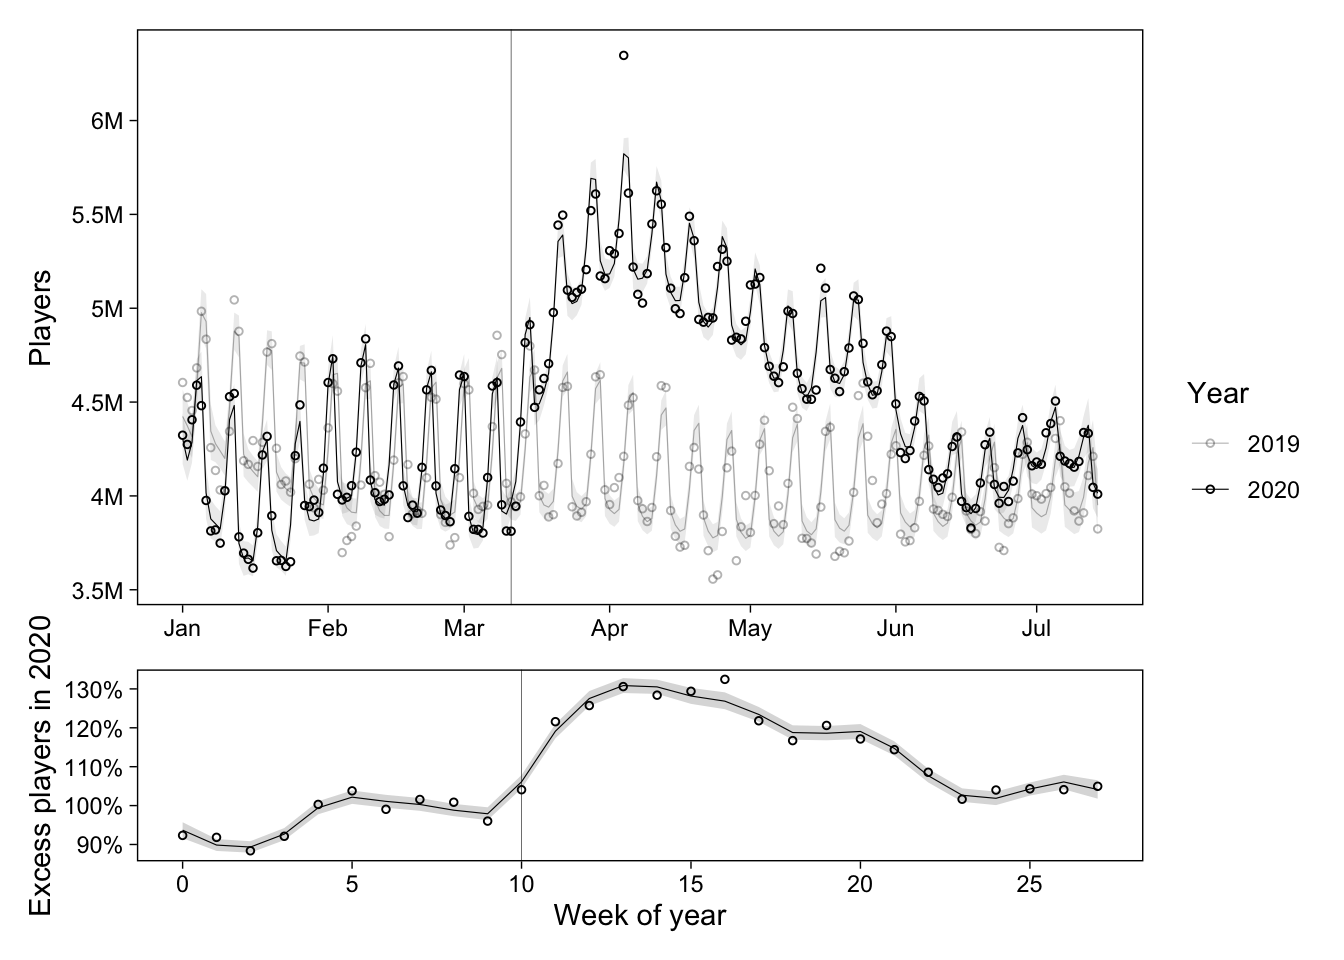 Players
6M
5.5M
5M
4.5M
4M
3.5M
Jan Feb Mar Apr May Jun Jul
Year
2019
2020
Excess players in 2020
130%
120%
110%
100%
90%
0 5 10 15 20 25
Week of year